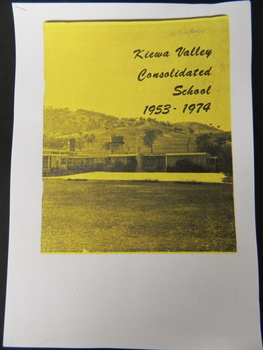 Kiewa Valley
Consolidated
School
1953 - 1974